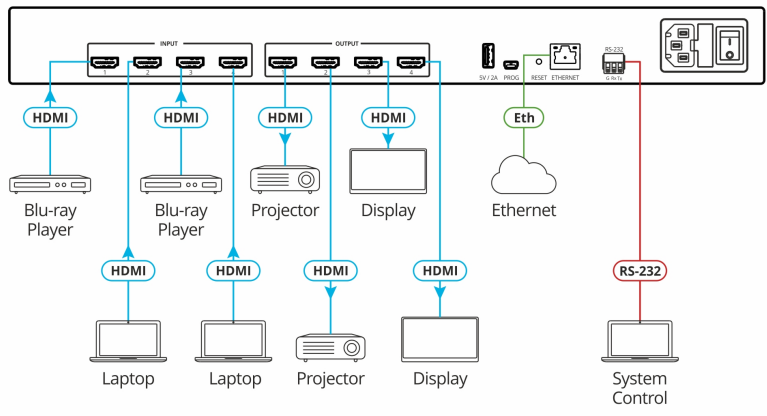 INPUT OUTPUT
RS-232
1 2 3 4 1 2 3 4
5V / 2A PROG RESET ETHERNET G Rx Tx
HDMI HDMI HDMI HDMI Eth
Blu-ray Player
Blu-ray Player
Projector
Display
Ethernet
HDMI HDMI HDMI HDMI RS-232
Laptop
Laptop
Projector
Display
System Control